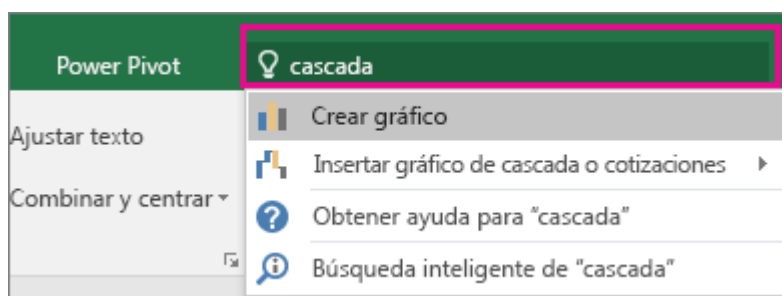 Power Pivot
cascada
Ajustar texto
Combinar y centrar
Crear gráfico
Insertar gráfico de cascada o cotizaciones
Obtener ayuda para “cascada”
Búsqueda inteligente de “cascada”